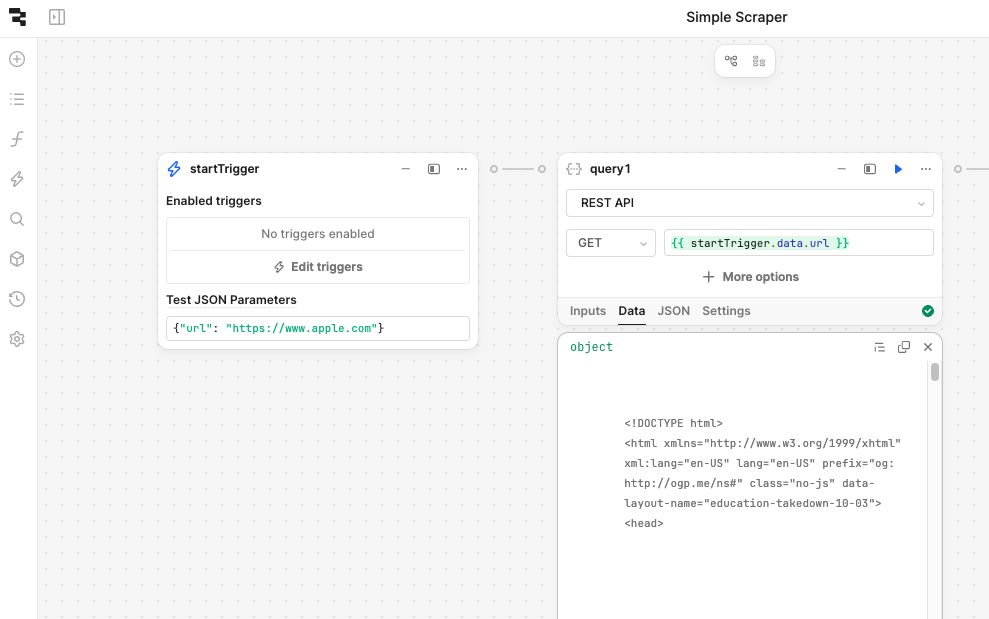 Simple Scraper
startTrigger
Enabled triggers
No triggers enabled
Edit triggers
Test JSON Parameters
{"url": "https://www.apple.com"}
query1
REST API
GET
{{ startTrigger.data.url }}
More options
Inputs Data JSON Settings
object
<!DOCTYPE html>
<html xmlns="http://www.w3.org/1999/xhtml"
xml:lang="en-US" lang="en-US" prefix="og:
http://ogp.me/ns#" class="no-js" data-
layout-name="education-takedown-10-03">
<head>